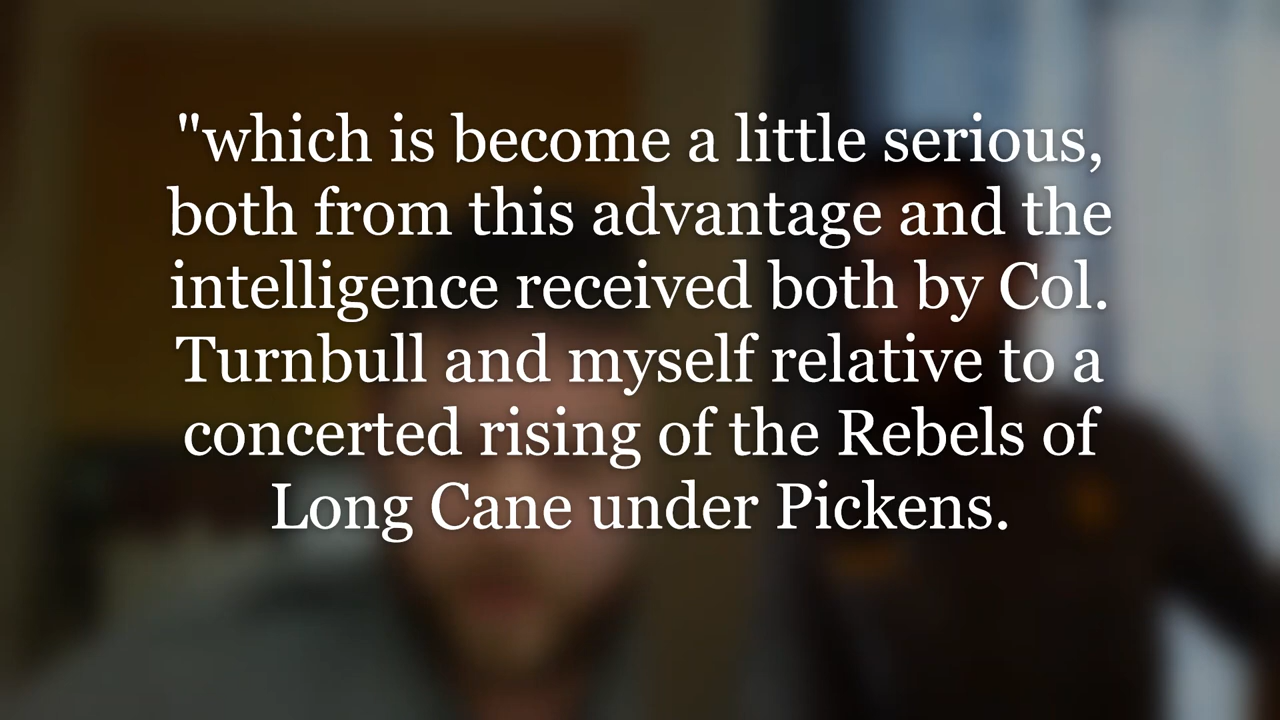 "which is become a little serious,
both from this advantage and the
intelligence received both by Col.
Turnbull and myself relative to a
concerted rising of the Rebels of
Long Cane under Pickens.